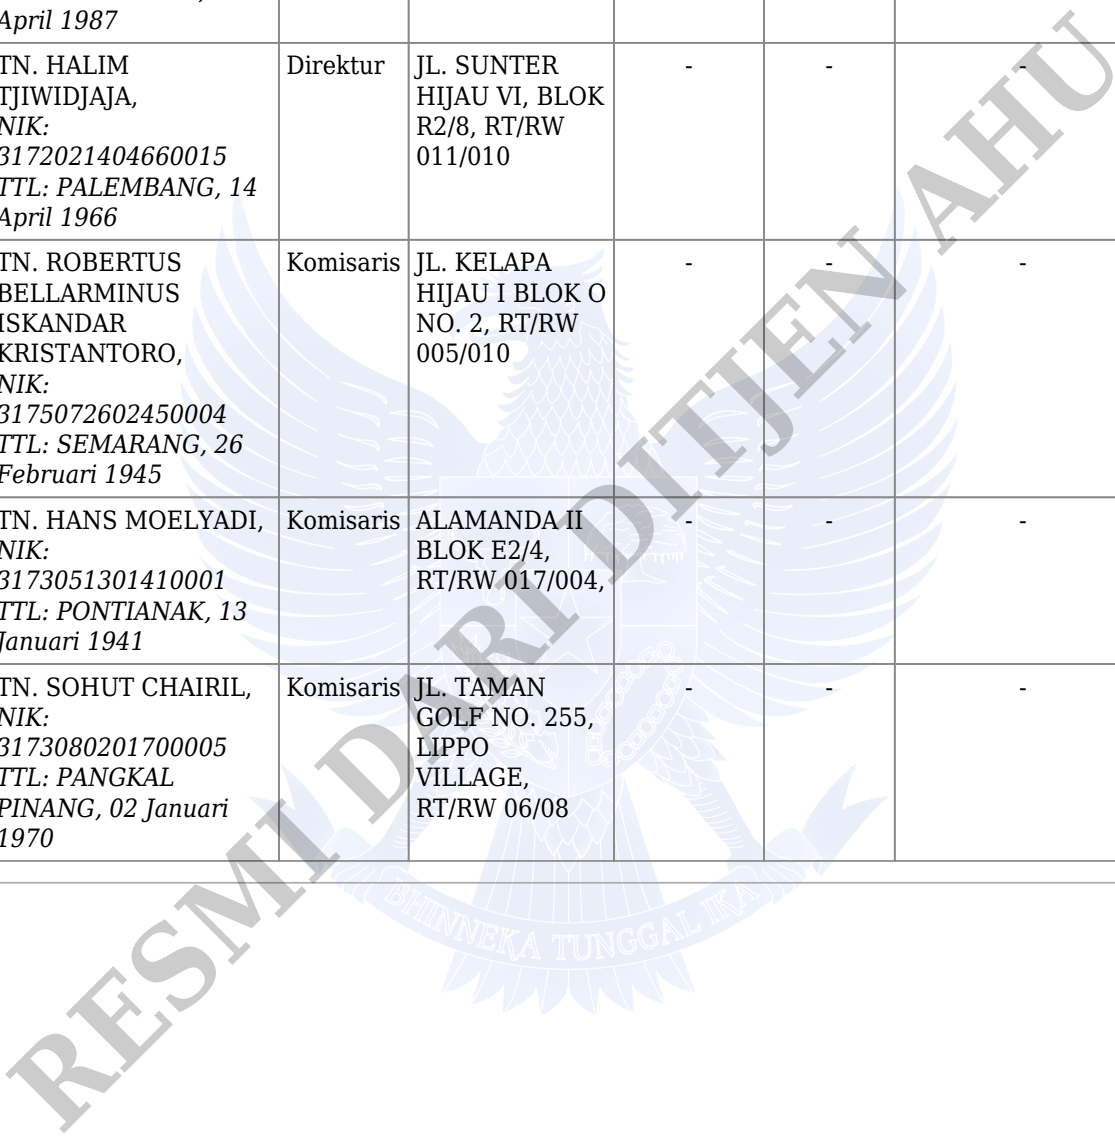 April 1987
TN. HALIM
TJIWIDJAJA,
NIK:
3172021404660015
TTL: PALEMBANG, 14
April 1966
Direktur
JL. SUNTER
HIJAU VI, BLOK
R2/8, RT/RW
011/010
-
-
-
TN. ROBERTUS
BELLARMINUS
ISKANDAR
KRISTANTORO,
NIK:
3175072602450004
TTL: SEMARANG, 26
Februari 1945
Komisaris
JL. KELAPA
HIJAU I BLOK O
NO. 2, RT/RW
005/010
-
-
-
TN. HANS MOELYADI,
NIK:
3173051301410001
TTL: PONTIANAK, 13
Januari 1941
Komisaris
ALAMANDA II
BLOK E2/4,
RT/RW 017/004,
-
-
-
TN. SOHUT CHAIRIL,
NIK:
3173080201700005
TTL: PANGKAL
PINANG, 02 Januari
1970
Komisaris
JL. TAMAN
GOLF NO. 255,
LIPPO
VILLAGE,
RT/RW 06/08
-
-
-
BHINNEKA TUNGGAL IKA
RESMI DARI DITJEN AHU